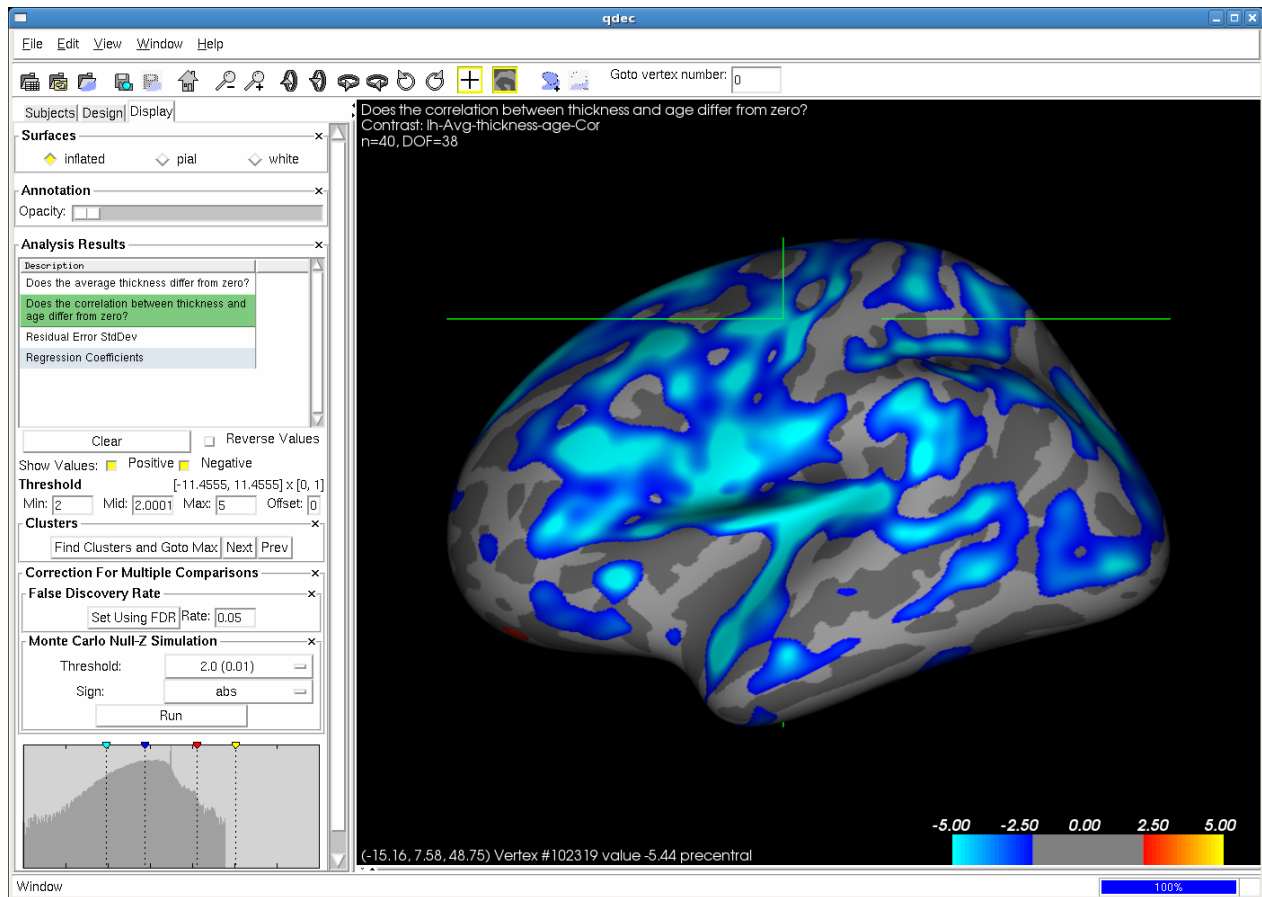 qdec
File Edit View Window Help
Goto vertex number: 0
Subjects Design Display
Surfaces
inflated pial white
Annotation
Opacity:
Analysis Results
Description
Does the average thickness differ from zero?
Does the correlation between thickness and
age differ from zero?
Residual Error StdDev
Regression Coefficients
Clear Reverse Values
Show Values: Positive Negative
Threshold [-11.4555, 11.4555] x [0, 1]
Min: 2 Mid: 2.0001 Max: 5 Offset: 0
Clusters
Find Clusters and Goto Max Next Prev
Correction For Multiple Comparisons
False Discovery Rate
Set Using FDR Rate: 0.05
Monte Carlo Null-Z Simulation
Threshold: 2.0 (0.01)
Sign: abs
Run
Does the correlation between thickness and age differ from zero?
Contrast: lh-Avg-thickness-age-Cor
n=40, DOF=38
-5.00 -2.50 0.00 2.50 5.00
(-15.16, 7.58, 48.75) Vertex #102319 value -5.44 precentral
Window 100%